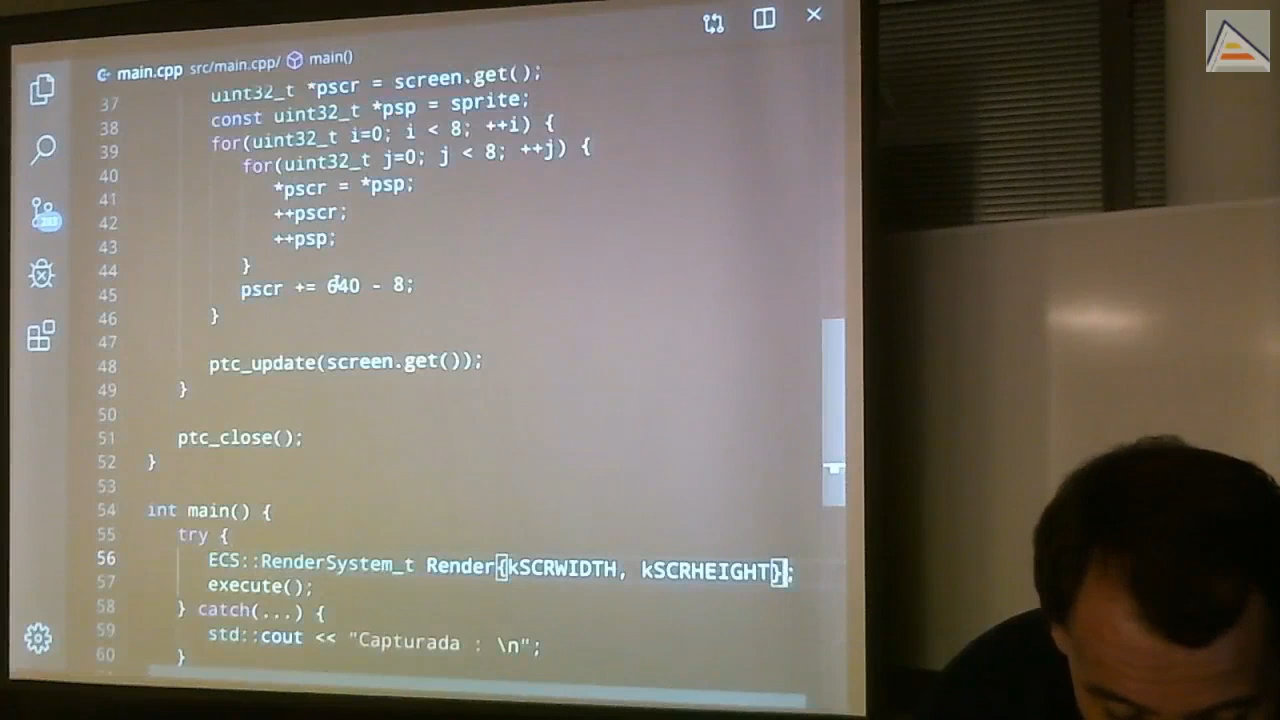 main.cpp src/main.cpp/ main()
37 uint32_t *pscr = screen.get();
38 const uint32_t *psp = sprite;
39 for(uint32_t i=0; i < 8; ++i) {
40 for(uint32_t j=0; j < 8; ++j) {
41 *pscr = *psp;
42 ++pscr;
43 ++psp;
44 }
45 pscr += 640 - 8;
46 }
47
48 ptc_update(screen.get());
49 }
50
51 ptc_close();
52 }
53
54 int main() {
55 try {
56 ECS::RenderSystem_t Render{kSCRWIDTH, kSCRHEIGHT};
57 execute();
58 } catch(...) {
59 std::cout << "Capturada : \n";
60 }